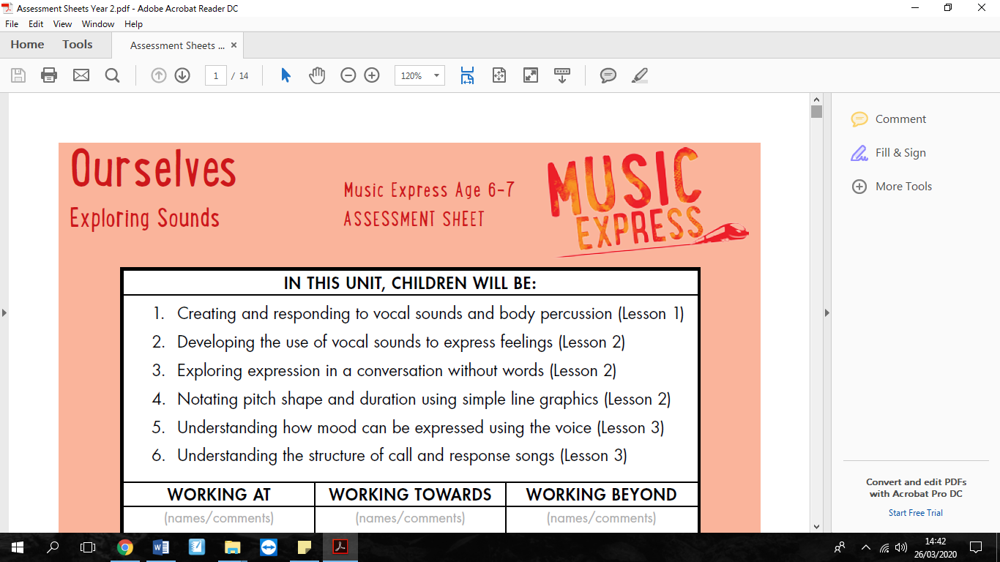 Assessment Sheets Year 2.pdf - Adobe Acrobat Reader DC
File Edit View Window Help
Home Tools Assessment Sheets ... ×
1 / 14 120%
Comment
Fill & Sign
More Tools
Ourselves
Exploring Sounds
Music Express Age 6-7
ASSESSMENT SHEET
MUSIC
EXPRESS
IN THIS UNIT, CHILDREN WILL BE:
1. Creating and responding to vocal sounds and body percussion (Lesson 1)
2. Developing the use of vocal sounds to express feelings (Lesson 2)
3. Exploring expression in a conversation without words (Lesson 2)
4. Notating pitch shape and duration using simple line graphics (Lesson 2)
5. Understanding how mood can be expressed using the voice (Lesson 3)
6. Understanding the structure of call and response songs (Lesson 3)
WORKING AT WORKING TOWARDS WORKING BEYOND
(names/comments) (names/comments) (names/comments)
Convert and edit PDFs
with Acrobat Pro DC
Start Free Trial
14:42
26/03/2020